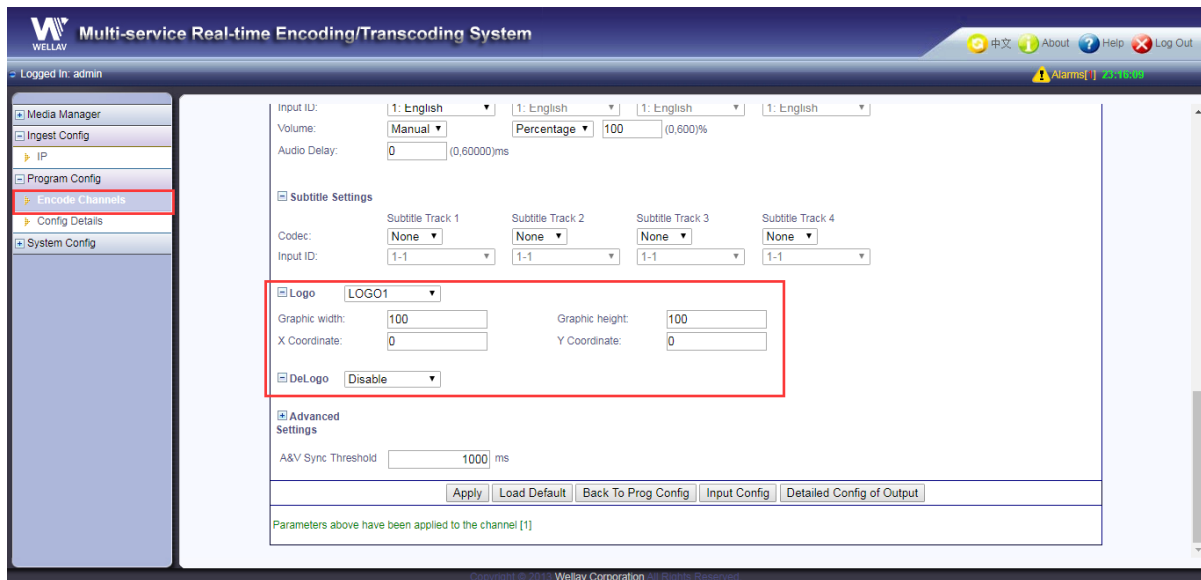 WELLAV
Multi-service Real-time Encoding/Transcoding System
中文 About Help Log Out
Logged In: admin
Alarms[!] 23:16:09
Media Manager
Ingest Config
IP
Program Config
Encode Channels
Config Details
System Config
Input ID: 1: English 1: English 1: English 1: English
Volume: Manual Percentage 100 (0,600)%
Audio Delay: 0 (0,60000)ms
Subtitle Settings
Subtitle Track 1 Subtitle Track 2 Subtitle Track 3 Subtitle Track 4
Codec: None None None None
Input ID: 1-1 1-1 1-1 1-1
Logo LOGO1
Graphic width: 100 Graphic height: 100
X Coordinate: 0 Y Coordinate: 0
DeLogo Disable
Advanced
Settings
A&V Sync Threshold 1000 ms
Apply Load Default Back To Prog Config Input Config Detailed Config of Output
Parameters above have been applied to the channel [1]
Copyright © 2013 Wellav Corporation All Rights Reserved